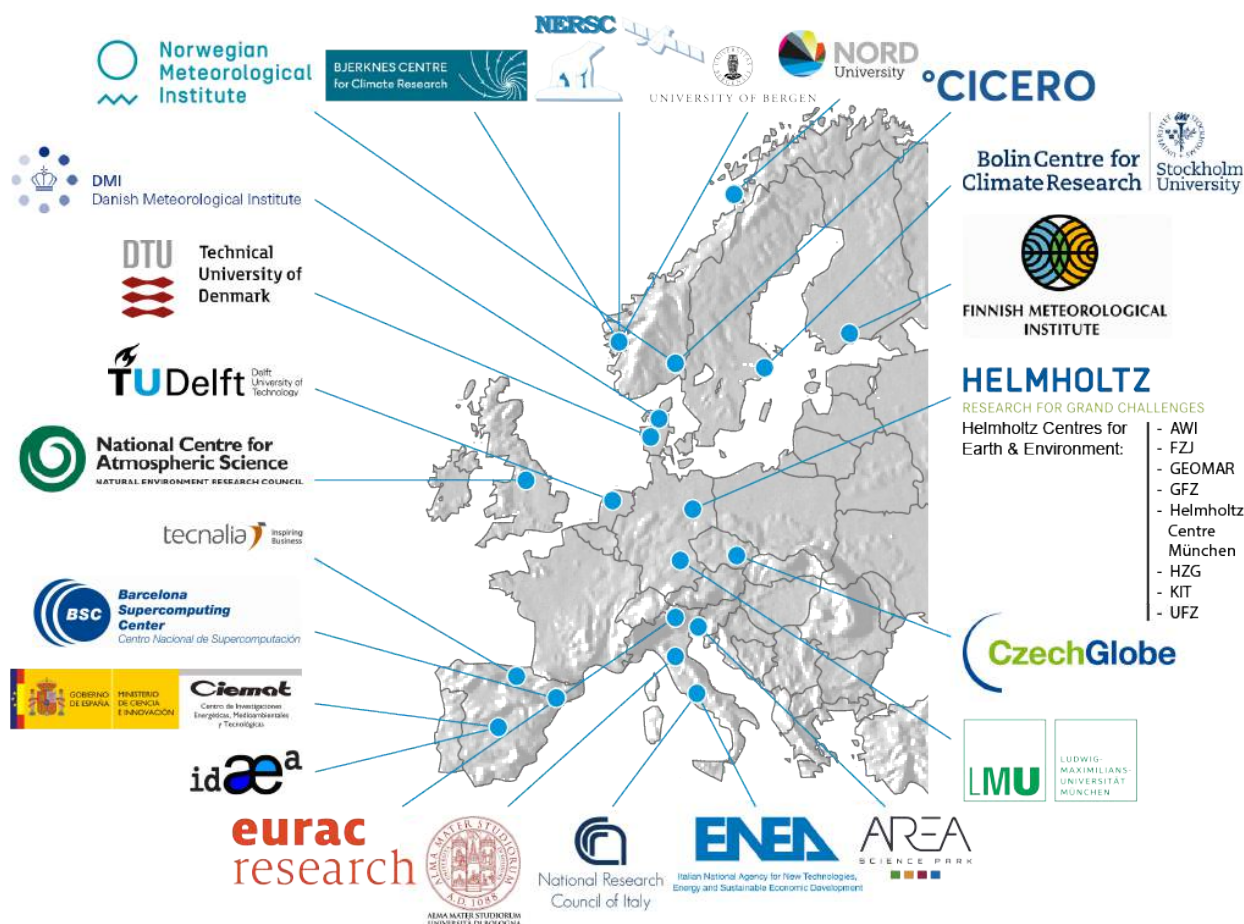 Norwegian
Meteorological
Institute
BJERKNES CENTRE
for Climate Research
NERSC
UNIVERSITY OF BERGEN
NORD
University
°CICERO
Bolin Centre for
Climate Research
Stockholm
University
DMI
Danish Meteorological Institute
DTU
Technical
University of
Denmark
FINNISH METEOROLOGICAL
INSTITUTE
TUDelft
Delft
University of
Technology
HELMHOLTZ
RESEARCH FOR GRAND CHALLENGES
Helmholtz Centres for
Earth & Environment:
- AWI
- FZJ
- GEOMAR
- GFZ
- Helmholtz
Centre
München
- HZG
- KIT
- UFZ
National Centre for
Atmospheric Science
NATURAL ENVIRONMENT RESEARCH COUNCIL
tecnalia
Inspiring
Business
BSC
Barcelona
Supercomputing
Center
Centro Nacional de Supercomputación
CzechGlobe
GOBIERNO
DE ESPAÑA
MINISTERIO
DE CIENCIA
E INNOVACIÓN
Ciemat
Centro de Investigaciones
Energéticas, Medioambientales
y Tecnológicas
idæa
LMU
LUDWIG-
MAXIMILIANS-
UNIVERSITÄT
MÜNCHEN
eurac
research
ALMA MATER STUDIORUM
A.D. 1088
ALMA MATER STUDIORUM
UNIVERSITÀ DI BOLOGNA
National Research
Council of Italy
ENEA
Italian National Agency for New Technologies,
Energy and Sustainable Economic Development
AREA
SCIENCE PARK